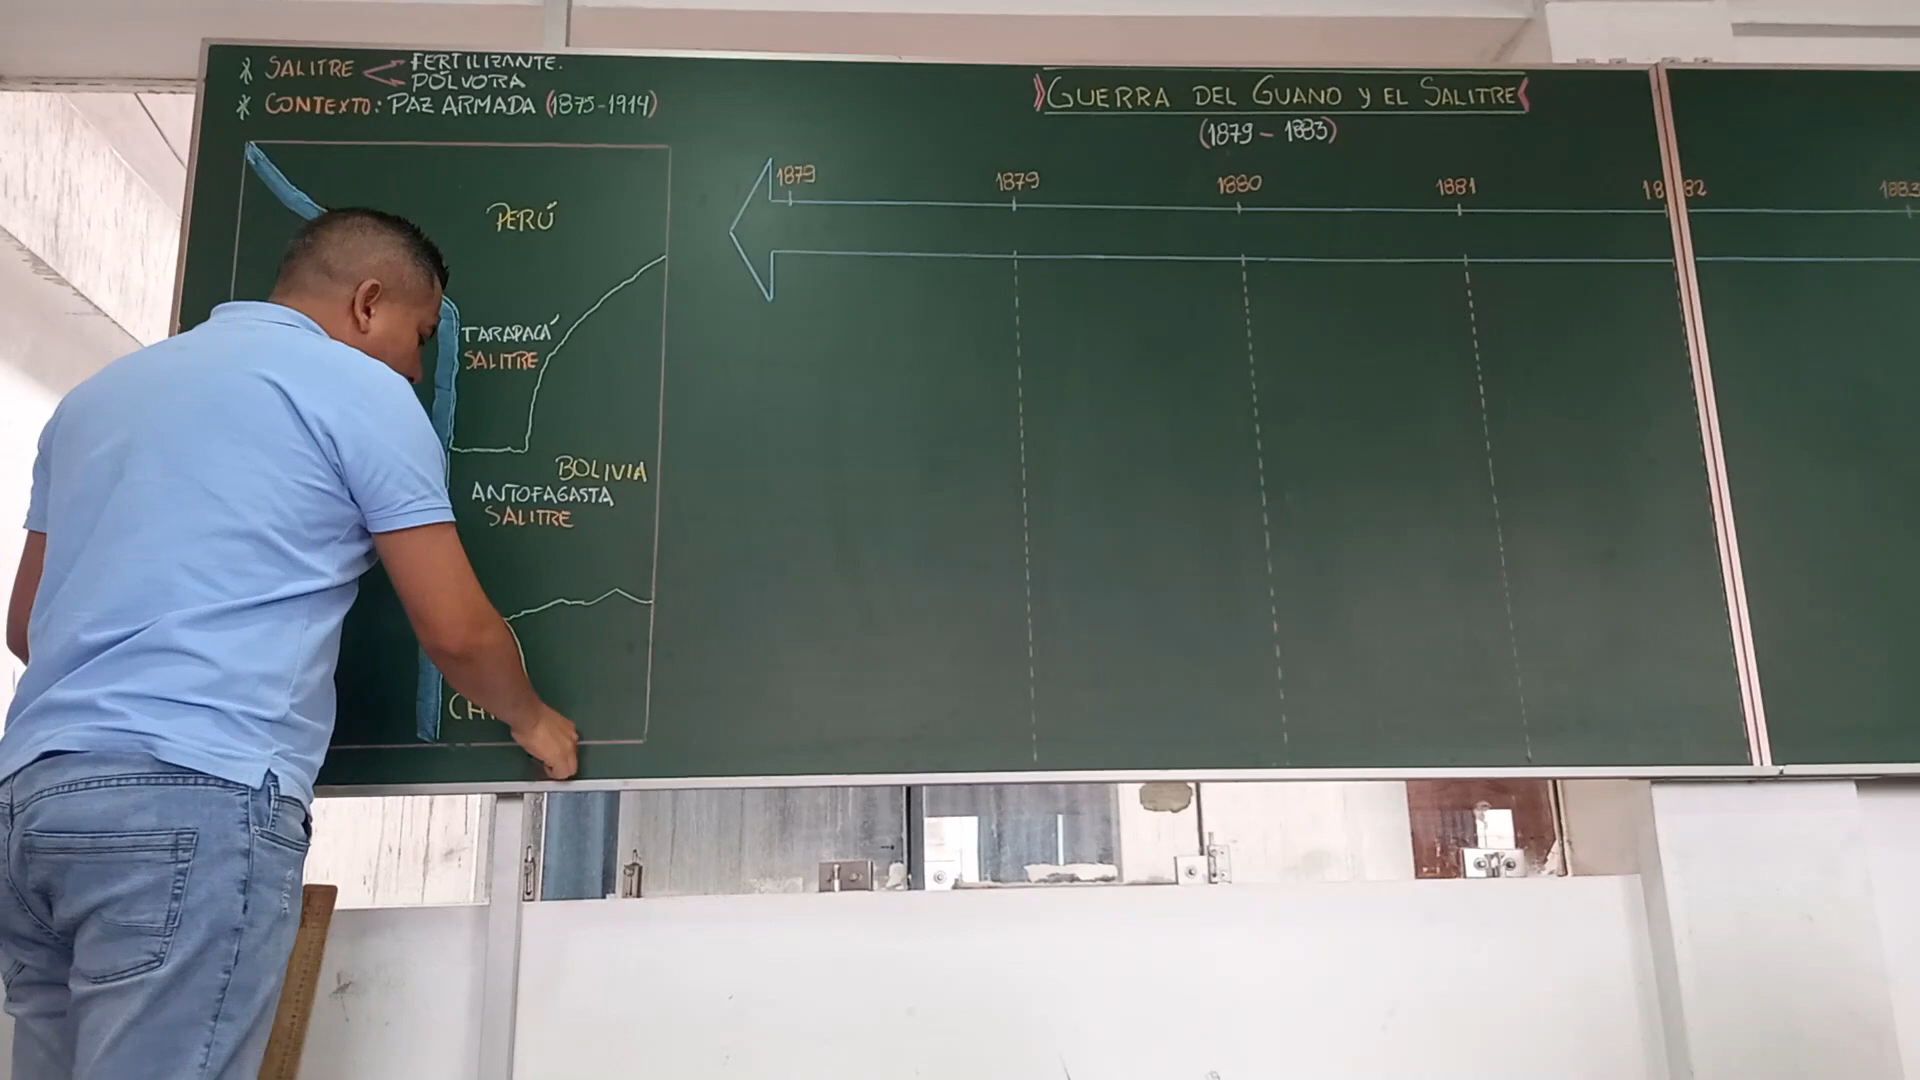 * SALITRE
FERTILIZANTE.
PÓLVORA
* CONTEXTO: PAZ ARMADA (1875-1914)
PERÚ
TARAPACÁ
SALITRE
BOLIVIA
ANTOFAGASTA
SALITRE
GUERRA DEL GUANO Y EL SALITRE
(1879 - 1883)
1879 1879 1880 1881 1882 1883